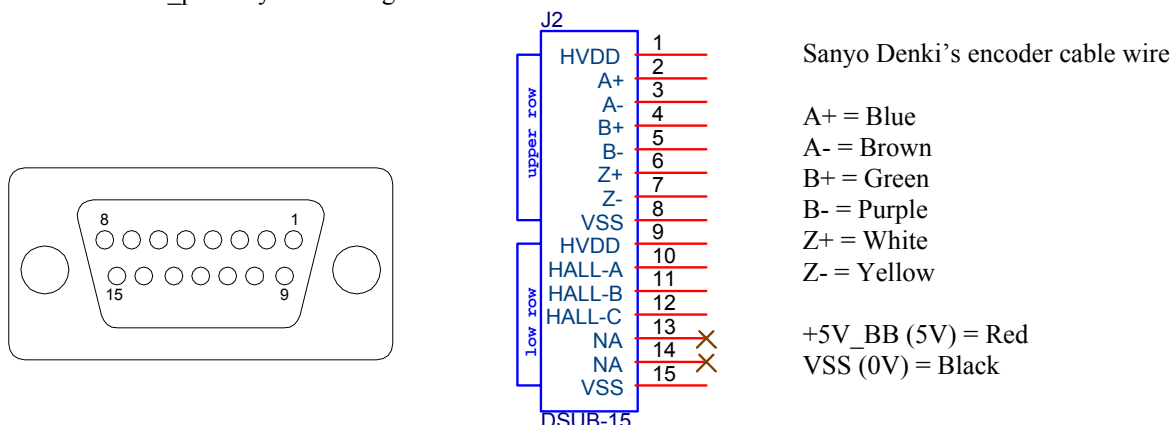 J2
HVDD 1
A+ 2
A- 3
B+ 4
B- 5
Z+ 6
Z- 7
VSS 8
HVDD 9
HALL-A 10
HALL-B 11
HALL-C 12
NA 13
NA 14
VSS 15
upper row
low row
DSUB-15
8 1
15 9
Sanyo Denki's encoder cable wire
A+ = Blue
A- = Brown
B+ = Green
B- = Purple
Z+ = White
Z- = Yellow
+5V_BB (5V) = Red
VSS (0V) = Black